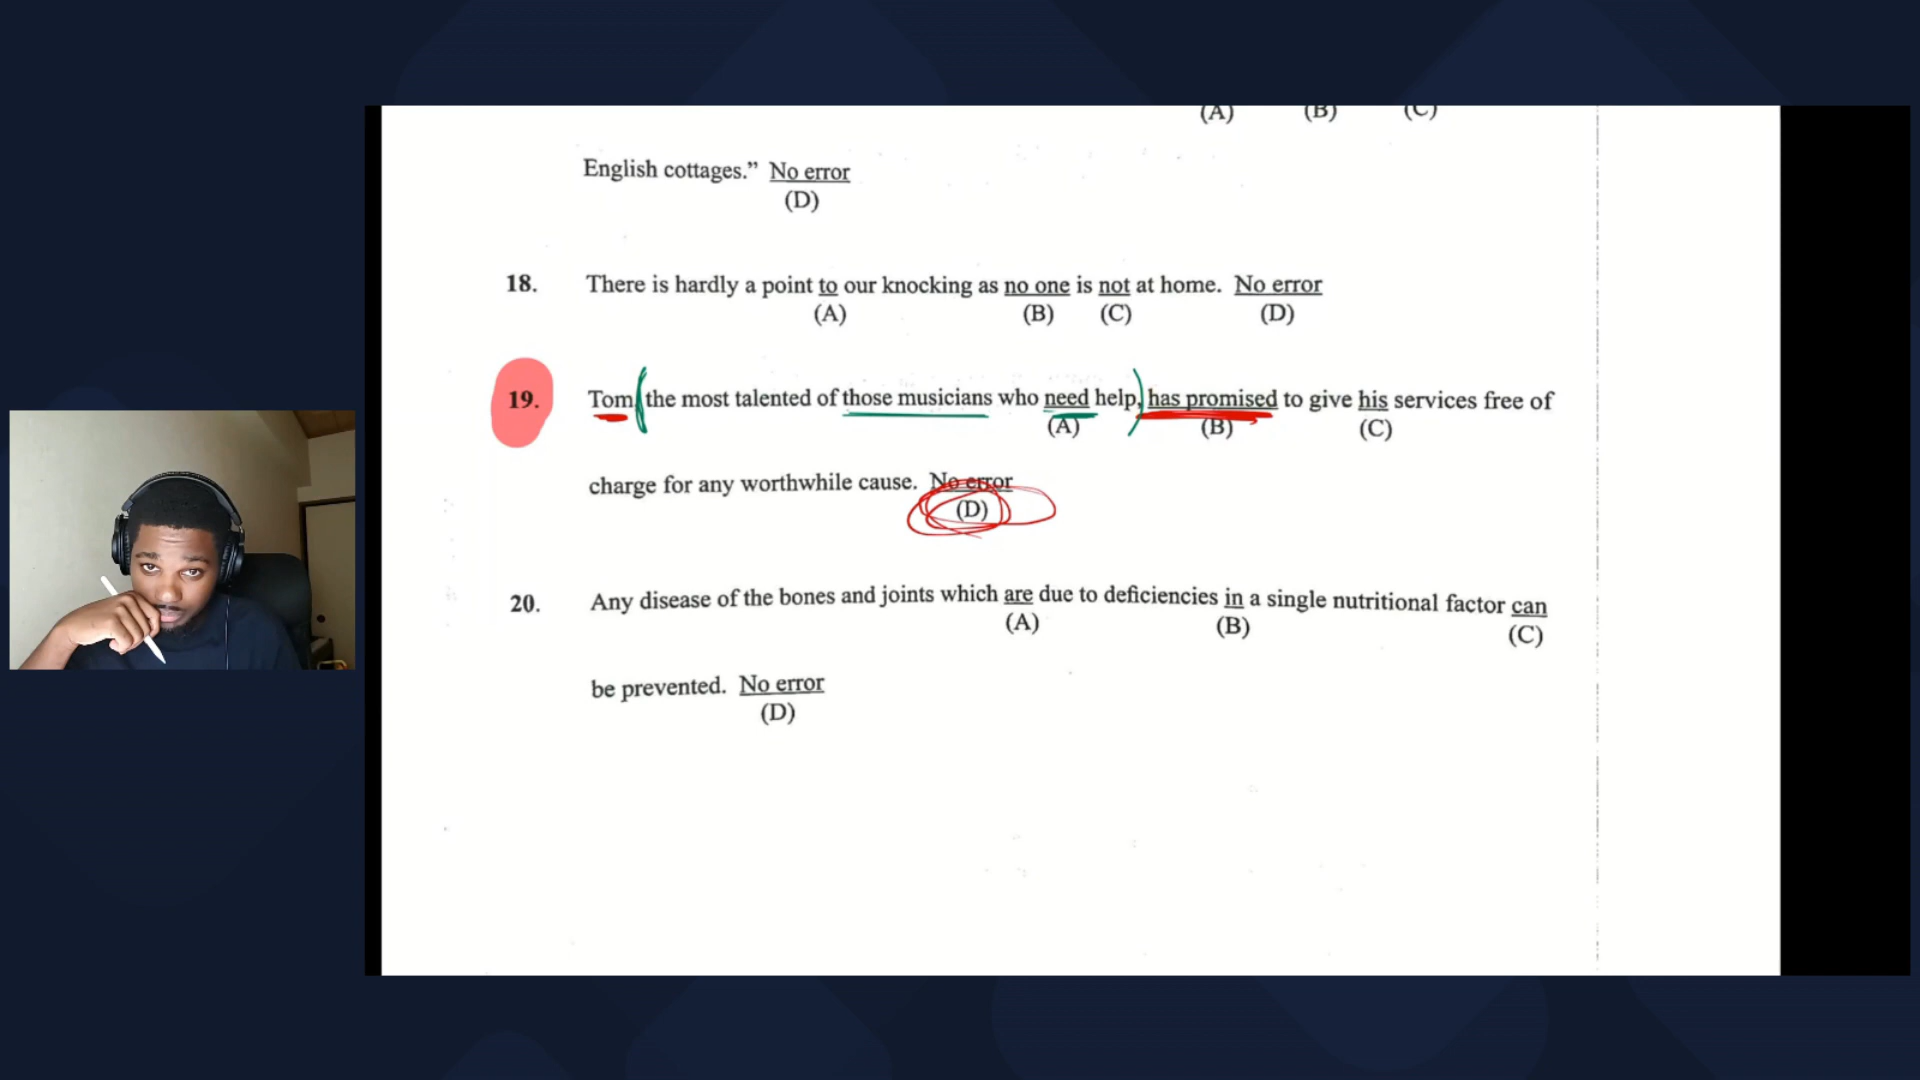 (A) (B) (C)
English cottages.” No error
(D)
18. There is hardly a point to our knocking as no one is not at home. No error
(A) (B) (C) (D)
19. Tom, the most talented of those musicians who need help, has promised to give his services free of
(A) (B) (C)
charge for any worthwhile cause. No error
(D)
20. Any disease of the bones and joints which are due to deficiencies in a single nutritional factor can
(A) (B) (C)
be prevented. No error
(D)